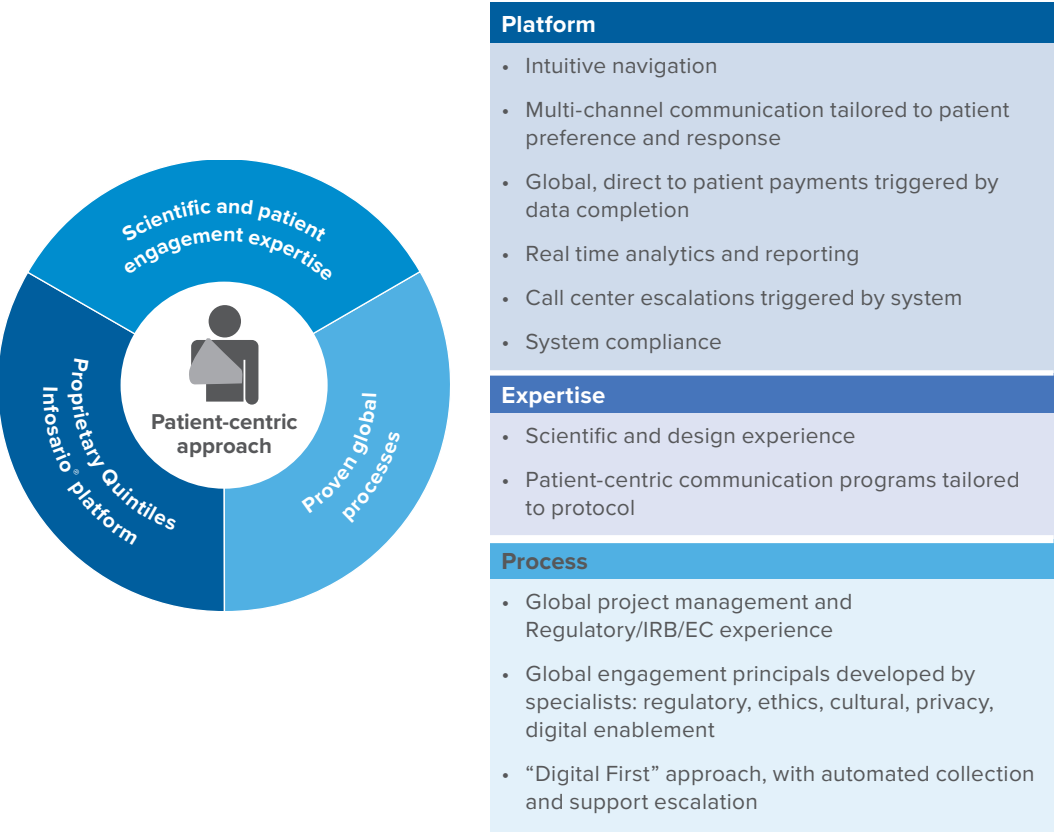 Scientific and patient
engagement expertise
Proprietary Quintiles
Infosario® platform
Proven global
processes
Patient-centric
approach
Platform
• Intuitive navigation
• Multi-channel communication tailored to patient
preference and response
• Global, direct to patient payments triggered by
data completion
• Real time analytics and reporting
• Call center escalations triggered by system
• System compliance
Expertise
• Scientific and design experience
• Patient-centric communication programs tailored
to protocol
Process
• Global project management and
Regulatory/IRB/EC experience
• Global engagement principals developed by
specialists: regulatory, ethics, cultural, privacy,
digital enablement
• “Digital First” approach, with automated collection
and support escalation